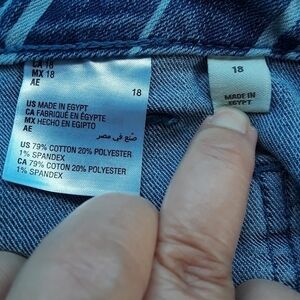 LA 18
MX 18
AE
18
US MADE IN EGYPT
CA FABRIQUÉ EN ÉGYPTE
MX HECHO EN EGIPTO
AE
صنع في مصر
US 79% COTTON 20% POLYESTER
1% SPANDEX
CA 79% COTON 20% POLYESTER
1% SPANDEX
18
MADE IN
EGYPT